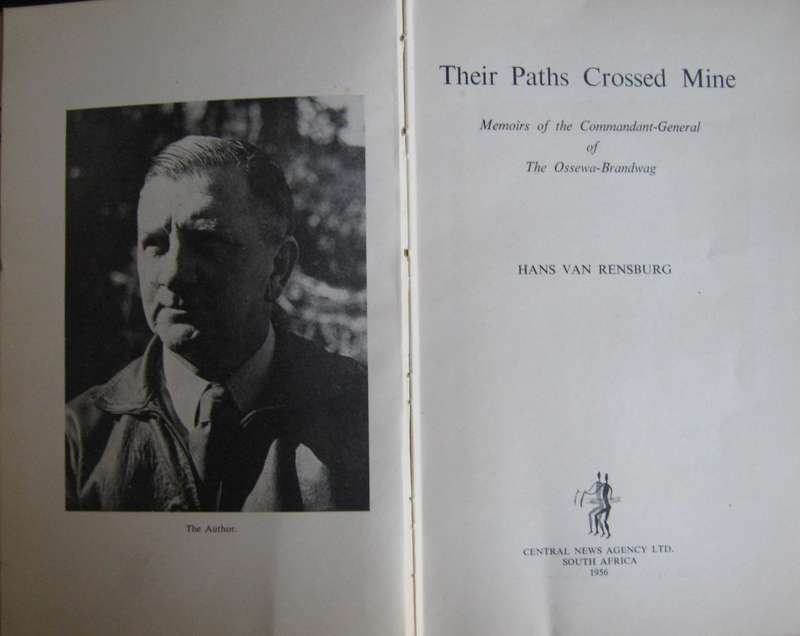 The Author.
Their Paths Crossed Mine
Memoirs of the Commandant-General
of
The Ossewa-Brandwag
HANS VAN RENSBURG
CENTRAL NEWS AGENCY LTD.
SOUTH AFRICA
1956